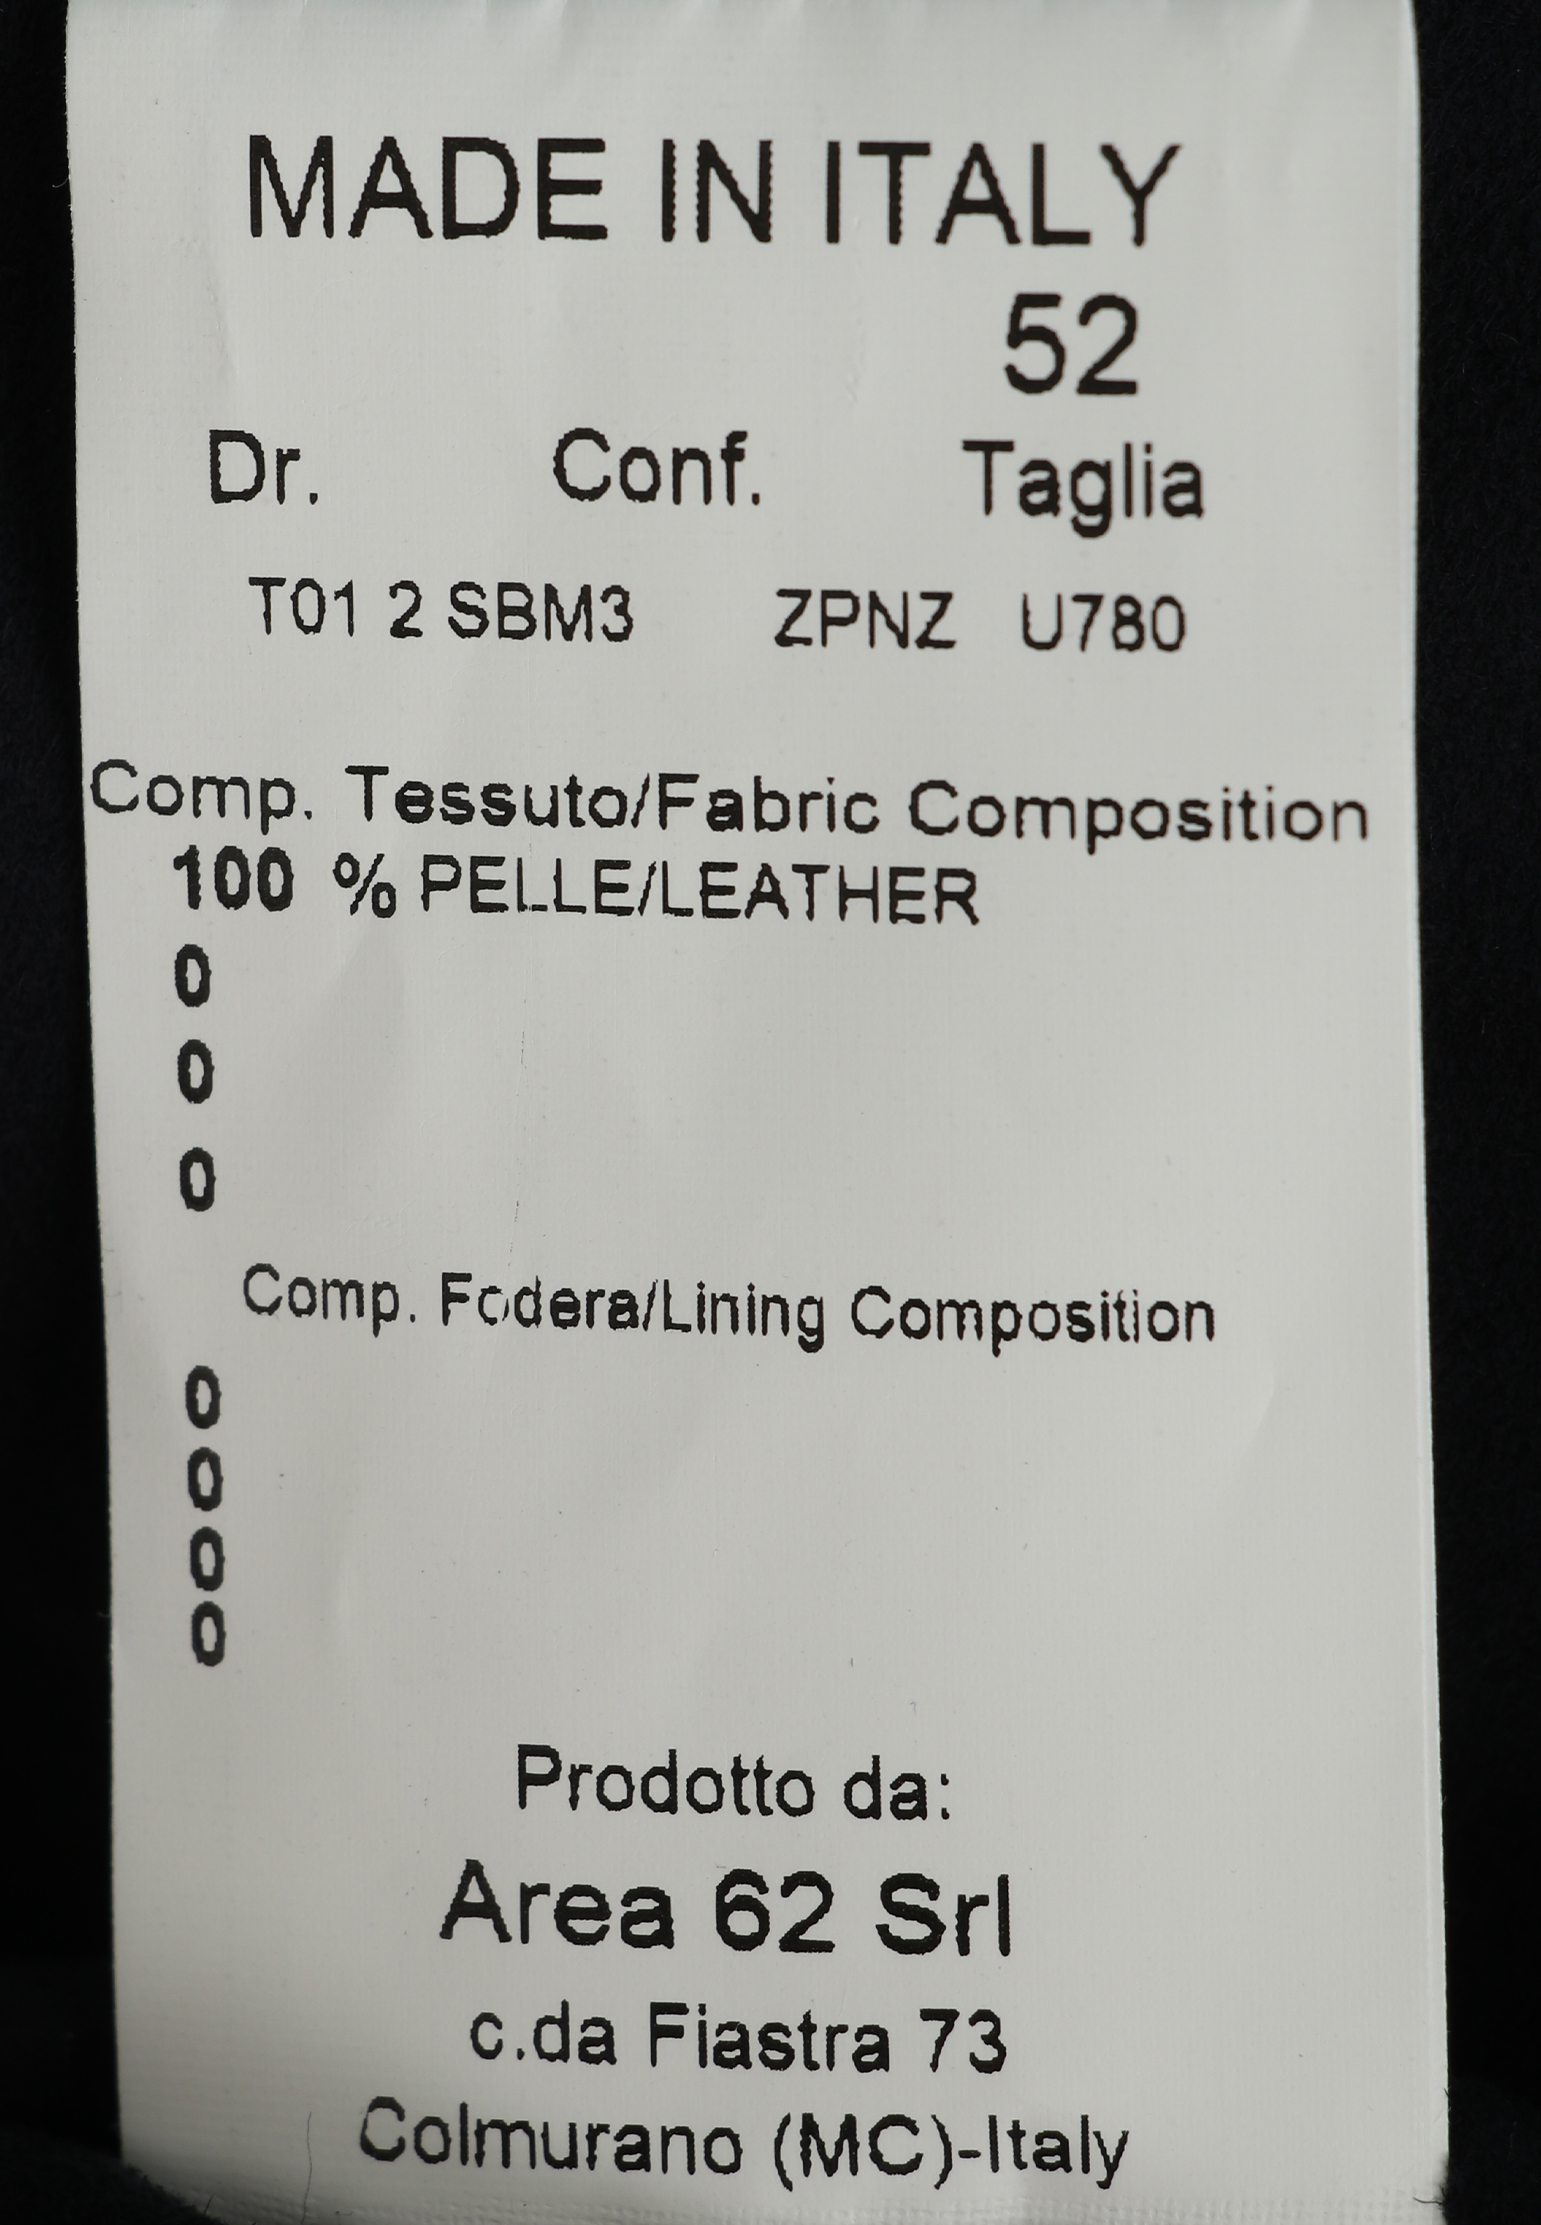 MADE IN ITALY
52
Dr. Conf. Taglia
T01 2 SBM3 ZPNZ U780
Comp. Tessuto/Fabric Composition
100 % PELLE/LEATHER
0
0
0
Comp. Fodera/Lining Composition
0
0
0
0
Prodotto da:
Area 62 Srl
c.da Fiastra 73
Colmurano (MC)-Italy